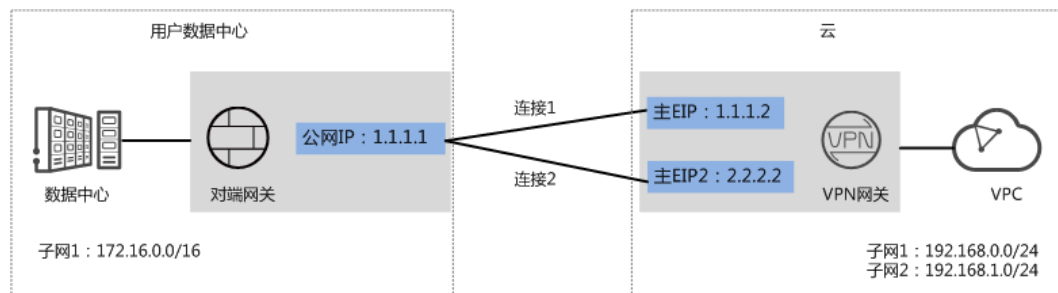 用户数据中心
云
连接1
主EIP：1.1.1.2
公网IP：1.1.1.1
VPN
连接2
主EIP2：2.2.2.2
数据中心
对端网关
VPN网关
VPC
子网1：172.16.0.0/16
子网1：192.168.0.0/24
子网2：192.168.1.0/24